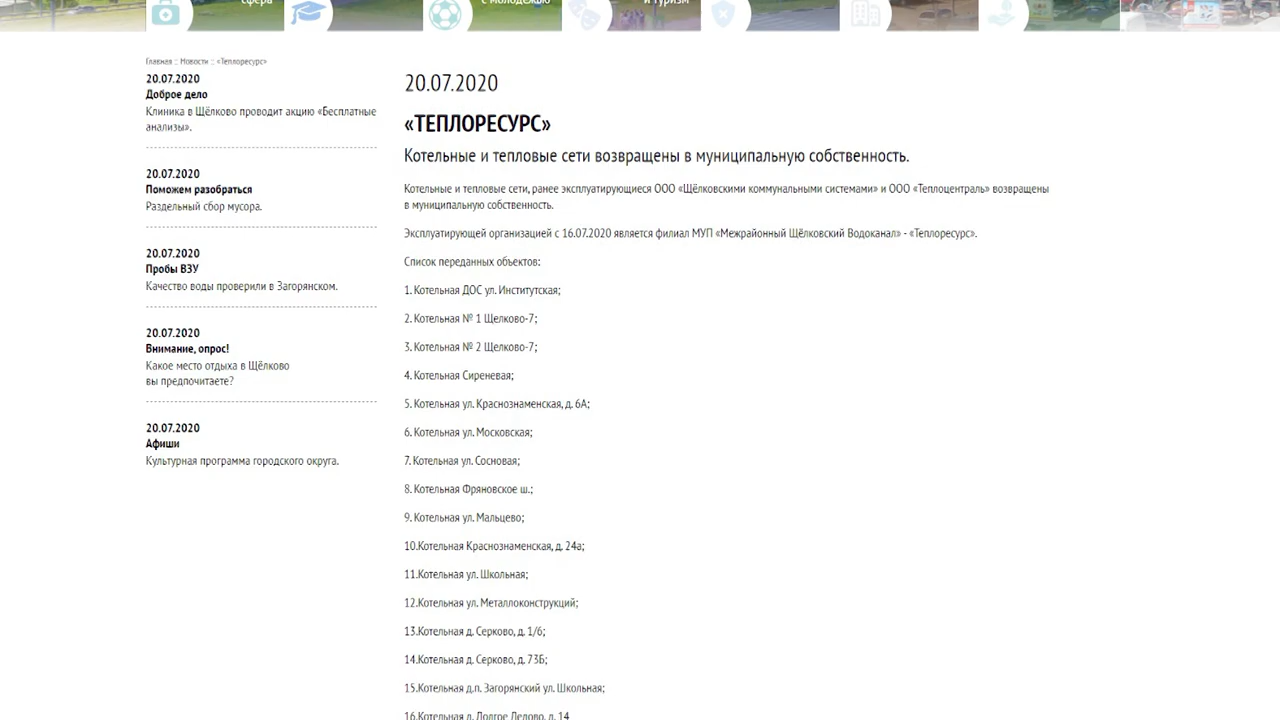 сфера
с молодежью
и туризм
Главная :: Новости :: «Теплоресурс»
20.07.2020
Доброе дело
Клиника в Щёлково проводит акцию «Бесплатные
анализы».
20.07.2020
Поможем разобраться
Раздельный сбор мусора.
20.07.2020
Пробы ВЗУ
Качество воды проверили в Загорянском.
20.07.2020
Внимание, опрос!
Какое место отдыха в Щёлково
вы предпочитаете?
20.07.2020
Афиши
Культурная программа городского округа.
20.07.2020
«ТЕПЛОРЕСУРС»
Котельные и тепловые сети возвращены в муниципальную собственность.
Котельные и тепловые сети, ранее эксплуатирующиеся ООО «Щёлковскими коммунальными системами» и ООО «Теплоцентраль» возвращены
в муниципальную собственность.
Эксплуатирующей организацией с 16.07.2020 является филиал МУП «Межрайонный Щёлковский Водоканал» - «Теплоресурс».
Список переданных объектов:
1. Котельная ДОС ул. Институтская;
2. Котельная № 1 Щелково-7;
3. Котельная № 2 Щелково-7;
4. Котельная Сиреневая;
5. Котельная ул. Краснознаменская, д. 6А;
6. Котельная ул. Московская;
7. Котельная ул. Сосновая;
8. Котельная Фряновское ш.;
9. Котельная ул. Мальцево;
10.Котельная Краснознаменская, д. 24а;
11.Котельная ул. Школьная;
12.Котельная ул. Металлоконструкций;
13.Котельная д. Серково, д. 1/6;
14.Котельная д. Серково, д. 73Б;
15.Котельная д.п. Загорянский ул. Школьная;
16.Котельная д. Долгое Ледово, д. 14